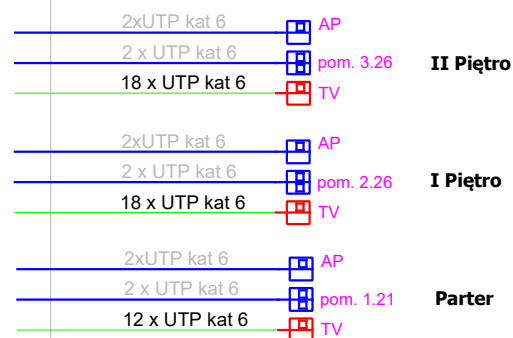 2xUTP kat 6 AP
2 x UTP kat 6 pom. 3.26 II Piętro
18 x UTP kat 6 TV
2xUTP kat 6 AP
2 x UTP kat 6 pom. 2.26 I Piętro
18 x UTP kat 6 TV
2xUTP kat 6 AP
2 x UTP kat 6 pom. 1.21 Parter
12 x UTP kat 6 TV